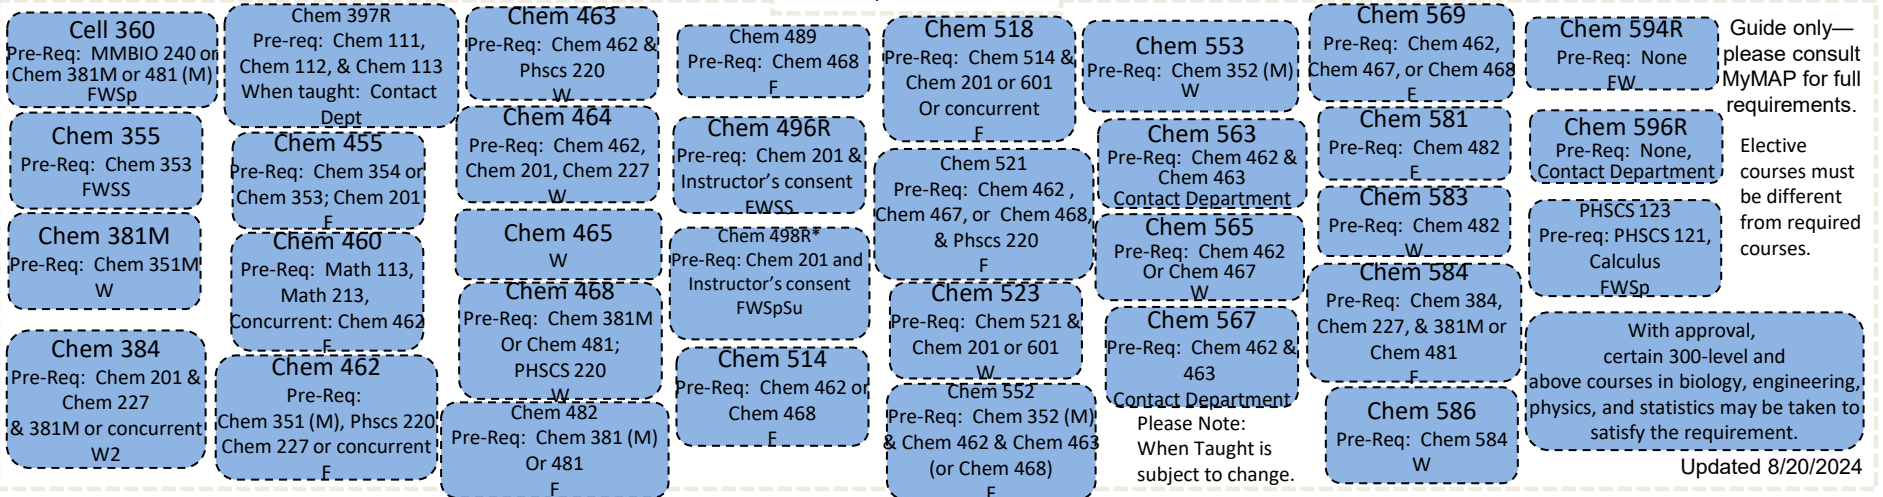 Cell 360
Pre-Req: MMBIO 240 or
Chem 381M or 481 (M)
FWSp
Chem 355
Pre-Req: Chem 353
FWSS
Chem 381M
Pre-Req: Chem 351M
W
Chem 384
Pre-Req: Chem 201 &
Chem 227
& 381M or concurrent
W2
Chem 397R
Pre-req: Chem 111,
Chem 112, & Chem 113
When taught: Contact
Dept
Chem 455
Pre-Req: Chem 354 or
Chem 353; Chem 201
F
Chem 460
Pre-Req: Math 113,
Math 213,
Concurrent: Chem 462
F
Chem 462
Pre-Req:
Chem 351 (M), Phscs 220
Chem 227 or concurrent
F
Chem 463
Pre-Req: Chem 462 &
Phscs 220
W
Chem 464
Pre-Req: Chem 462,
Chem 201, Chem 227
W
Chem 465
W
Chem 468
Pre-Req: Chem 381M
Or Chem 481;
PHSCS 220
W
Chem 482
Pre-Req: Chem 381 (M)
Or 481
F
Chem 489
Pre-Req: Chem 468
F
Chem 496R
Pre-req: Chem 201 &
Instructor's consent
FWSS
Chem 498R*
Pre-Req: Chem 201 and
Instructor's consent
FWSpSu
Chem 514
Pre-Req: Chem 462 or
Chem 468
F
Chem 518
Pre-Req: Chem 514 &
Chem 201 or 601
Or concurrent
F
Chem 521
Pre-Req: Chem 462 ,
Chem 467, or Chem 468,
& Phscs 220
F
Chem 523
Pre-Req: Chem 521 &
Chem 201 or 601
W
Chem 552
Pre-Req: Chem 352 (M)
& Chem 462 & Chem 463
(or Chem 468)
F
Chem 553
Pre-Req: Chem 352 (M)
W
Chem 563
Pre-Req: Chem 462 &
Chem 463
Contact Department
Chem 565
Pre-Req: Chem 462
Or Chem 467
W
Chem 567
Pre-Req: Chem 462 &
463
Contact Department
Please Note:
When Taught is
subject to change.
Chem 569
Pre-Req: Chem 462,
Chem 467, or Chem 468
F
Chem 581
Pre-Req: Chem 482
F
Chem 583
Pre-Req: Chem 482
W
Chem 584
Pre-Req: Chem 384,
Chem 227, & 381M or
Chem 481
F
Chem 586
Pre-Req: Chem 584
W
Chem 594R
Pre-Req: None
FW
Chem 596R
Pre-Req: None,
Contact Department
PHSCS 123
Pre-req: PHSCS 121,
Calculus
FWSp
With approval,
certain 300-level and
above courses in biology, engineering,
physics, and statistics may be taken to
satisfy the requirement.
Guide only—
please consult
MyMAP for full
requirements.
Elective
courses must
be different
from required
courses.
Updated 8/20/2024